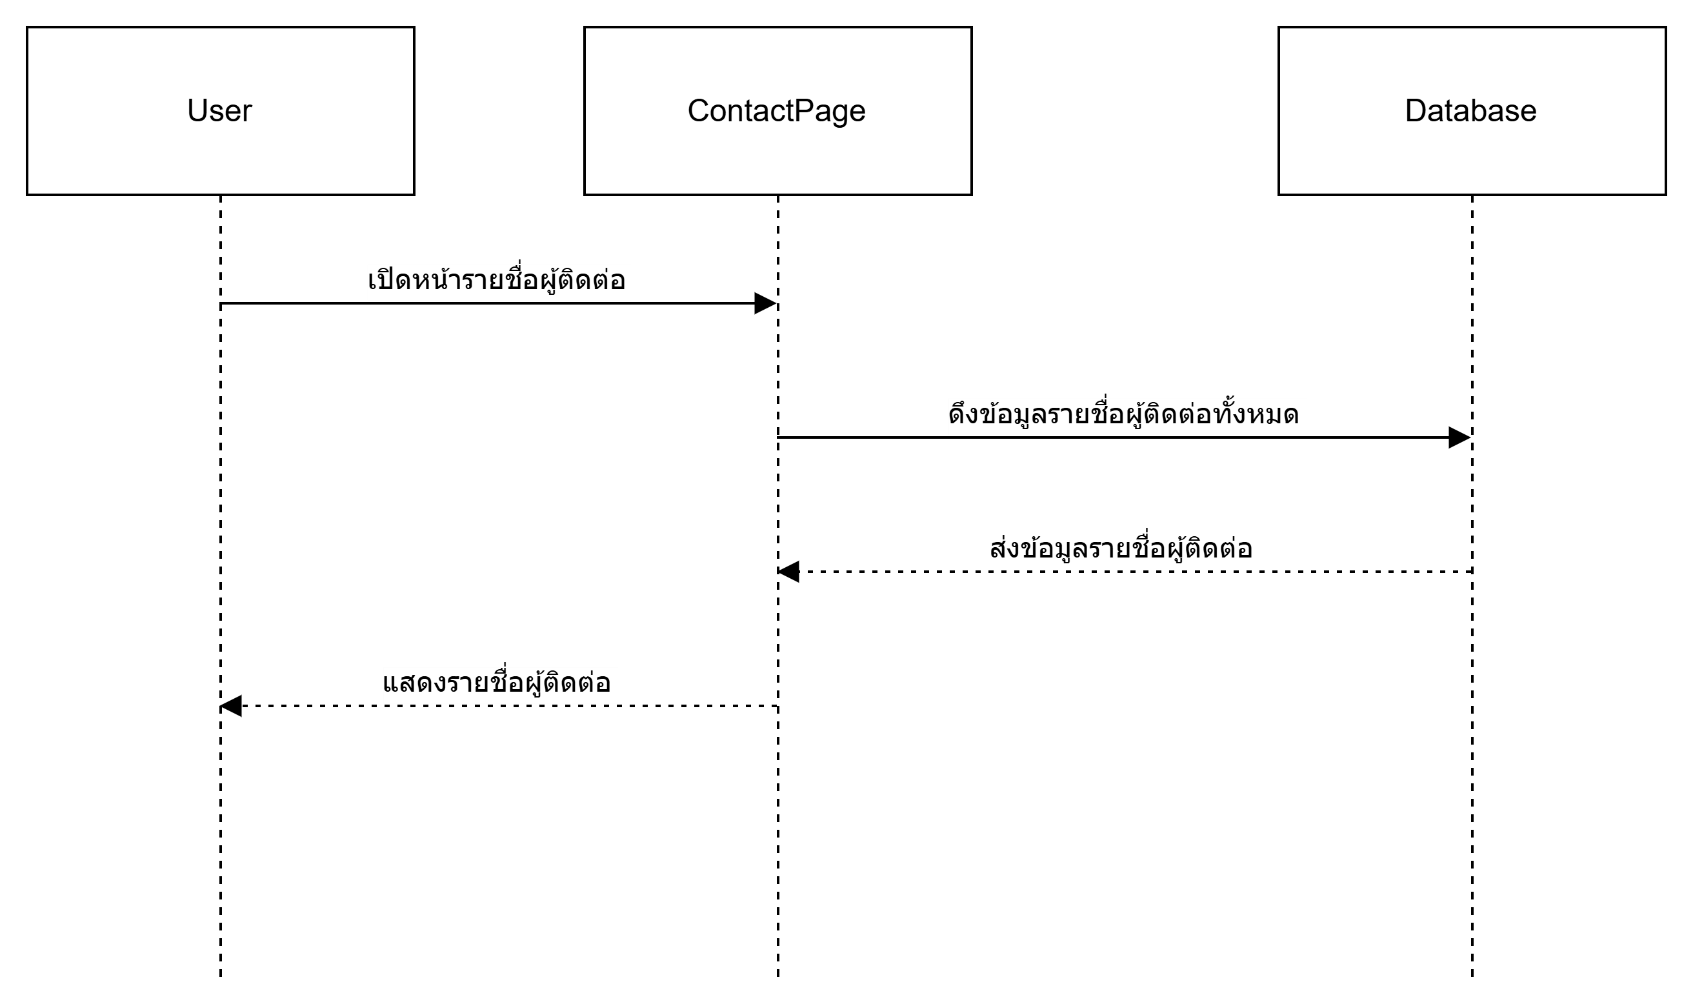 User
ContactPage
Database
เปิดหน้ารายชื่อผู้ติดต่อ
ดึงข้อมูลรายชื่อผู้ติดต่อทั้งหมด
ส่งข้อมูลรายชื่อผู้ติดต่อ
แสดงรายชื่อผู้ติดต่อ